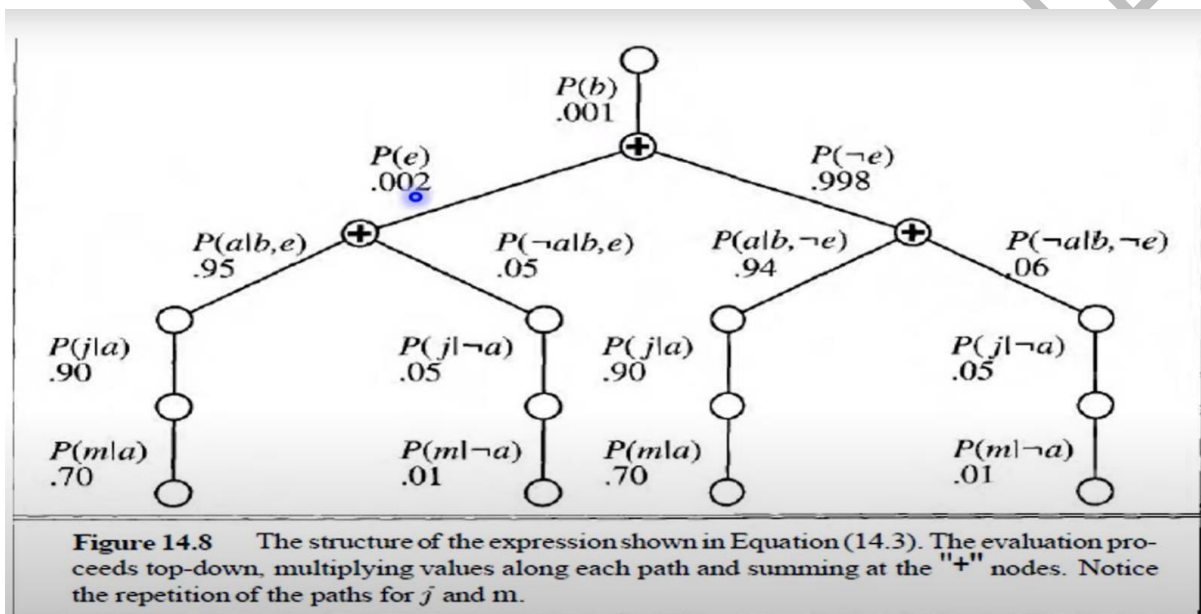 P(b)
.001
P(e)
.002
P(¬e)
.998
P(a|b,e)
.95
P(¬a|b,e)
.05
P(a|b,¬e)
.94
P(¬a|b,¬e)
.06
P(j|a)
.90
P(j|¬a)
.05
P(j|a)
.90
P(j|¬a)
.05
P(m|a)
.70
P(m|¬a)
.01
P(m|a)
.70
P(m|¬a)
.01
Figure 14.8 The structure of the expression shown in Equation (14.3). The evaluation pro-
ceeds top-down, multiplying values along each path and summing at the "+" nodes. Notice
the repetition of the paths for j and m.